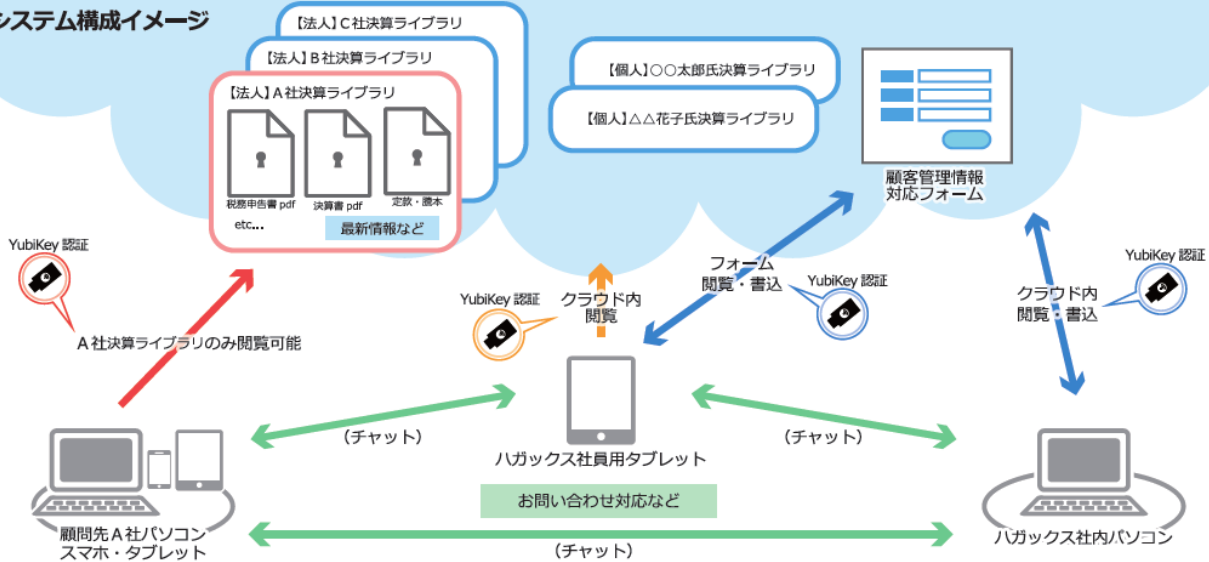 システム構成イメージ
【法人】C社決算ライブラリ
【法人】B社決算ライブラリ
【法人】A社決算ライブラリ
税務申告書 pdf
決算書 pdf
定款・謄本
etc...
最新情報など
【個人】○○太郎氏決算ライブラリ
【個人】△△花子氏決算ライブラリ
顧客管理情報
対応フォーム
YubiKey 認証
A社決算ライブラリのみ閲覧可能
YubiKey 認証
クラウド内
閲覧
フォーム
閲覧・書込
YubiKey 認証
クラウド内
閲覧・書込
YubiKey 認証
(チャット)
(チャット)
ハガックス社員用タブレット
お問い合わせ対応など
顧問先A社パソコン
スマホ・タブレット
(チャット)
ハガックス社内パソコン